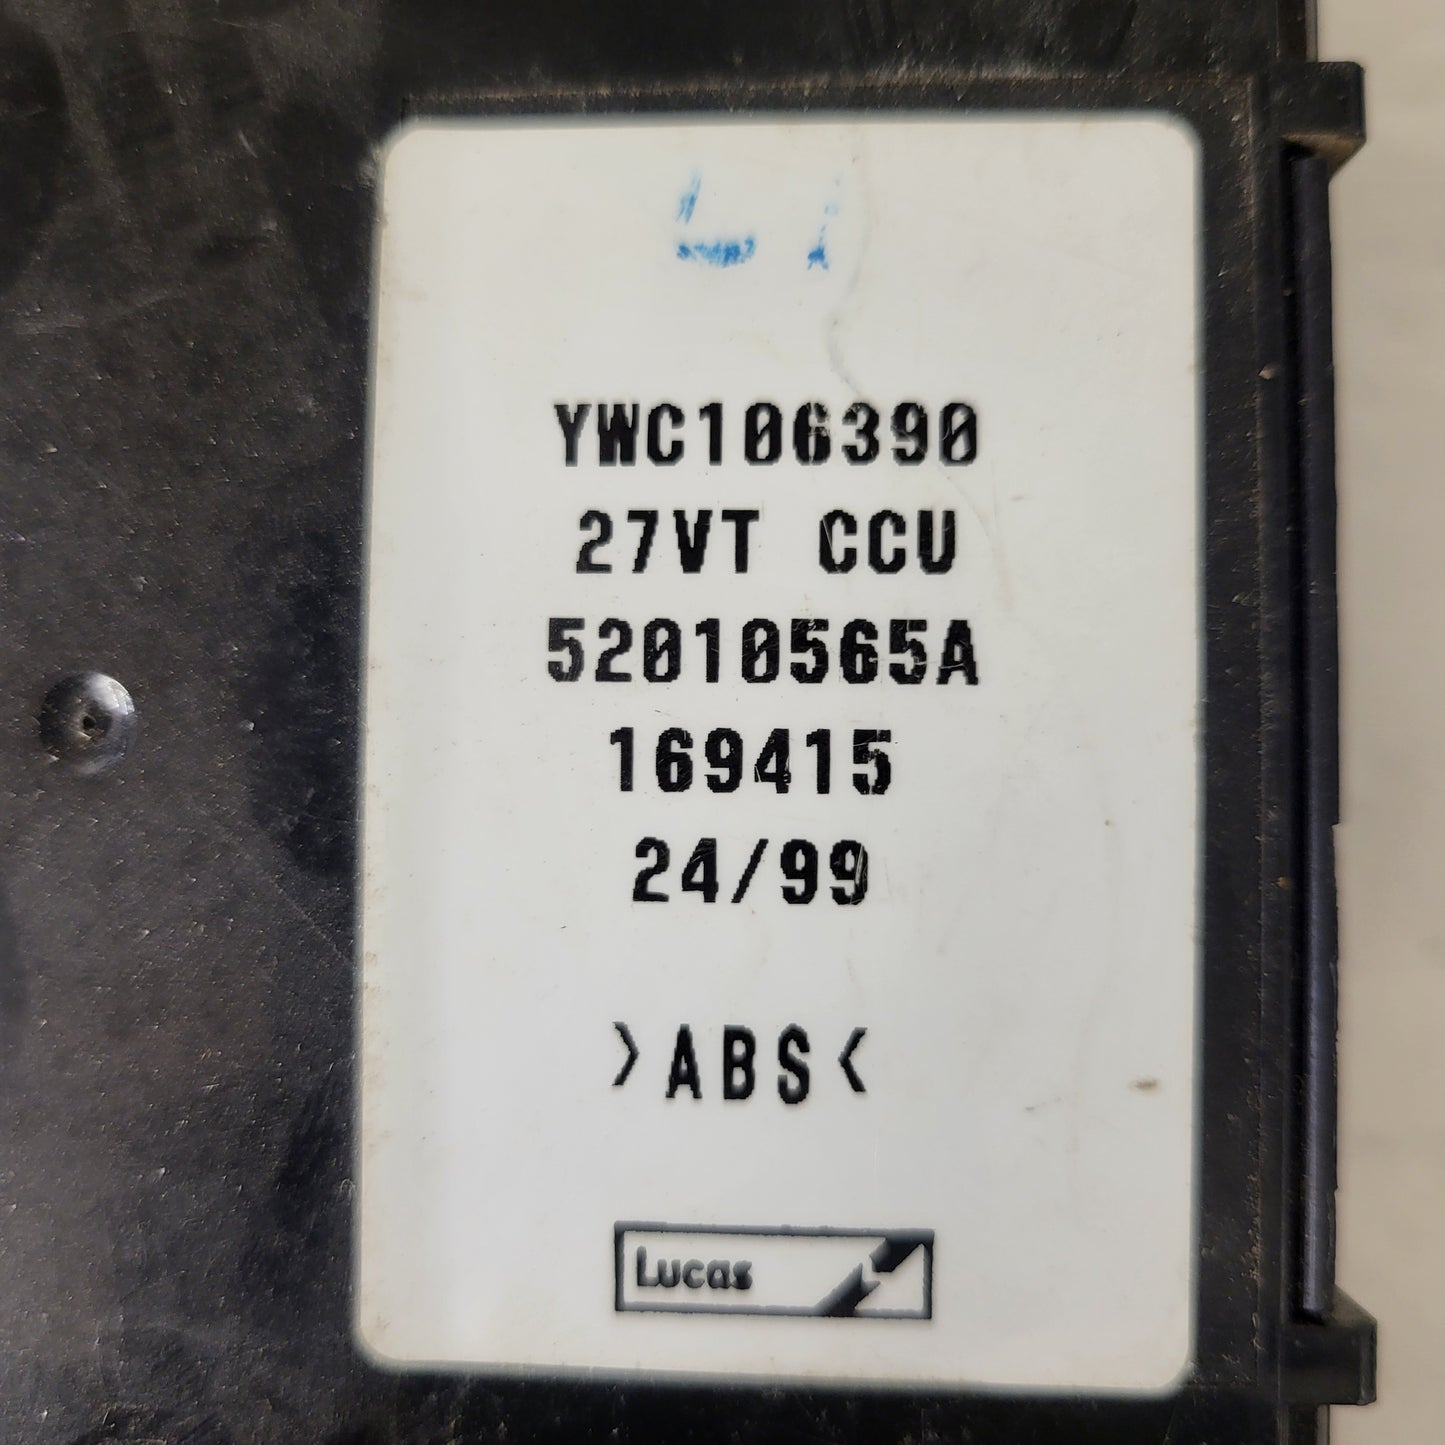 YWC106390
27VT CCU
52010565A
169415
24/99
>ABS<
Lucas